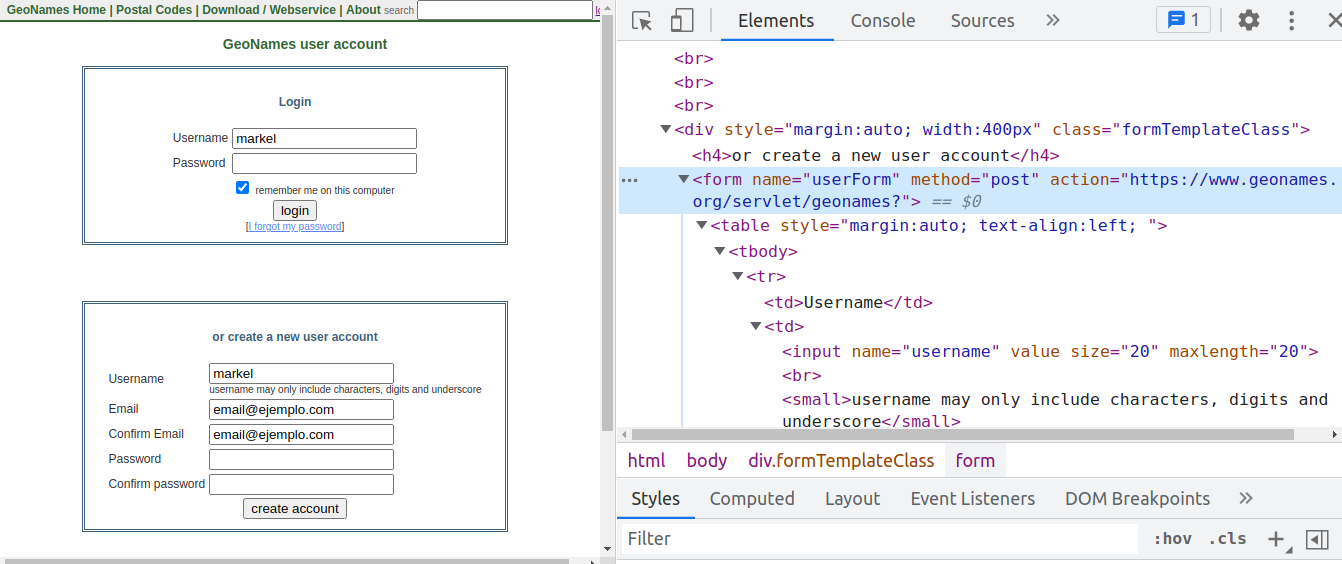 GeoNames Home | Postal Codes | Download / Webservice | About search
GeoNames user account
Login
Username markel
Password
remember me on this computer
login
[I forgot my password]
or create a new user account
Username markel
username may only include characters, digits and underscore
Email email@ejemplo.com
Confirm Email email@ejemplo.com
Password
Confirm password
create account
Elements Console Sources » 1
<br>
<br>
<br>
<div style="margin:auto; width:400px" class="formTemplateClass">
<h4>or create a new user account</h4>
<form name="userForm" method="post" action="https://www.geonames.
org/servlet/geonames?"> == $0
<table style="margin:auto; text-align:left; ">
<tbody>
<tr>
<td>Username</td>
<td>
<input name="username" value size="20" maxlength="20">
<br>
<small>username may only include characters, digits and
underscore</small>
html body div.formTemplateClass form
Styles Computed Layout Event Listeners DOM Breakpoints »
Filter :hov .cls +